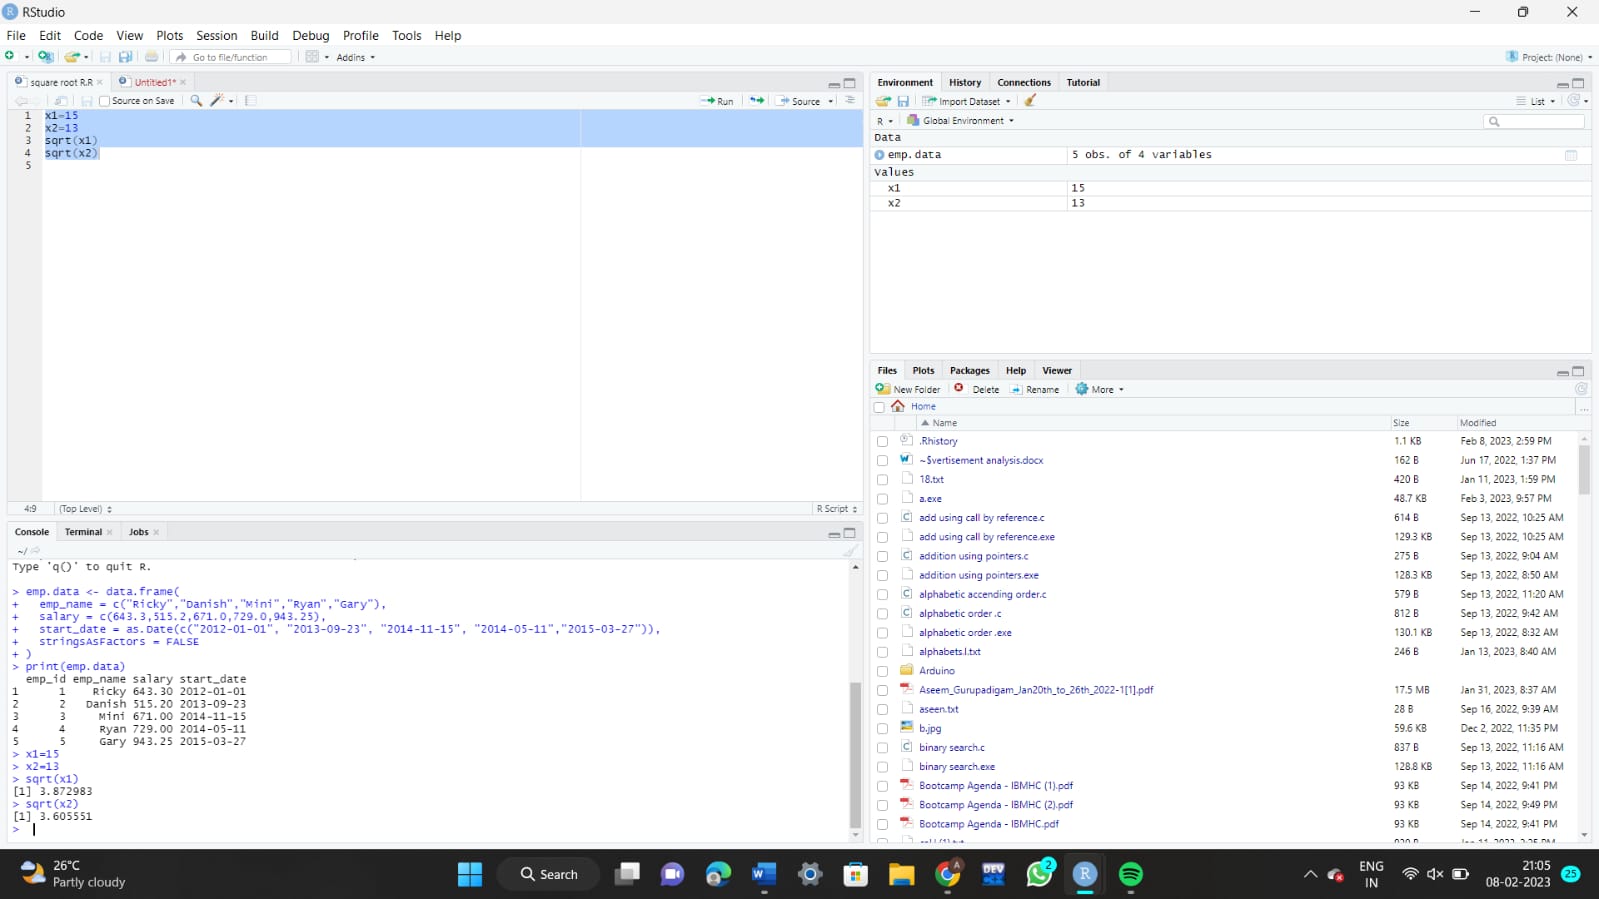 RStudio
File Edit Code View Plots Session Build Debug Profile Tools Help
Go to file/function Addins Project: (None)
square root R.R Untitled1*
Source on Save Run Source
1 x1=15
2 x2=13
3 sqrt(x1)
4 sqrt(x2)
5
4:9 (Top Level) R Script
Console Terminal Jobs
~/
Type 'q()' to quit R.
> emp.data <- data.frame(
+ emp_name = c("Ricky","Danish","Mini","Ryan","Gary"),
+ salary = c(643.3,515.2,671.0,729.0,943.25),
+ start_date = as.Date(c("2012-01-01", "2013-09-23", "2014-11-15", "2014-05-11","2015-03-27")),
+ stringsAsFactors = FALSE
+ )
> print(emp.data)
emp_id emp_name salary start_date
1 1 Ricky 643.30 2012-01-01
2 2 Danish 515.20 2013-09-23
3 3 Mini 671.00 2014-11-15
4 4 Ryan 729.00 2014-05-11
5 5 Gary 943.25 2015-03-27
> x1=15
> x2=13
> sqrt(x1)
[1] 3.872983
> sqrt(x2)
[1] 3.605551
>
Environment History Connections Tutorial
Import Dataset List
R Global Environment
Data
emp.data 5 obs. of 4 variables
Values
x1 15
x2 13
Files Plots Packages Help Viewer
New Folder Delete Rename More
Home ...
Name Size Modified
.Rhistory 1.1 KB Feb 8, 2023, 2:59 PM
~$vertisement analysis.docx 162 B Jun 17, 2022, 1:37 PM
18.txt 420 B Jan 11, 2023, 1:59 PM
a.exe 48.7 KB Feb 3, 2023, 9:57 PM
add using call by reference.c 614 B Sep 13, 2022, 10:25 AM
add using call by reference.exe 129.3 KB Sep 13, 2022, 10:25 AM
addition using pointers.c 275 B Sep 13, 2022, 9:04 AM
addition using pointers.exe 128.3 KB Sep 13, 2022, 8:50 AM
alphabetic accending order.c 579 B Sep 13, 2022, 11:20 AM
alphabetic order .c 812 B Sep 13, 2022, 9:42 AM
alphabetic order .exe 130.1 KB Sep 13, 2022, 8:32 AM
alphabets.l.txt 246 B Jan 13, 2023, 8:40 AM
Arduino
Aseem_Gurupadigam_Jan20th_to_26th_2022-1[1].pdf 17.5 MB Jan 31, 2023, 8:37 AM
aseen.txt 28 B Sep 16, 2022, 9:39 AM
b.jpg 59.6 KB Dec 2, 2022, 11:35 PM
binary search.c 837 B Sep 13, 2022, 11:16 AM
binary search.exe 128.8 KB Sep 13, 2022, 11:16 AM
Bootcamp Agenda - IBMHC (1).pdf 93 KB Sep 14, 2022, 9:41 PM
Bootcamp Agenda - IBMHC (2).pdf 93 KB Sep 14, 2022, 9:49 PM
Bootcamp Agenda - IBMHC.pdf 93 KB Sep 14, 2022, 9:41 PM
26°C
Partly cloudy
Search
DEV
2
ENG
IN
21:05
08-02-2023
25